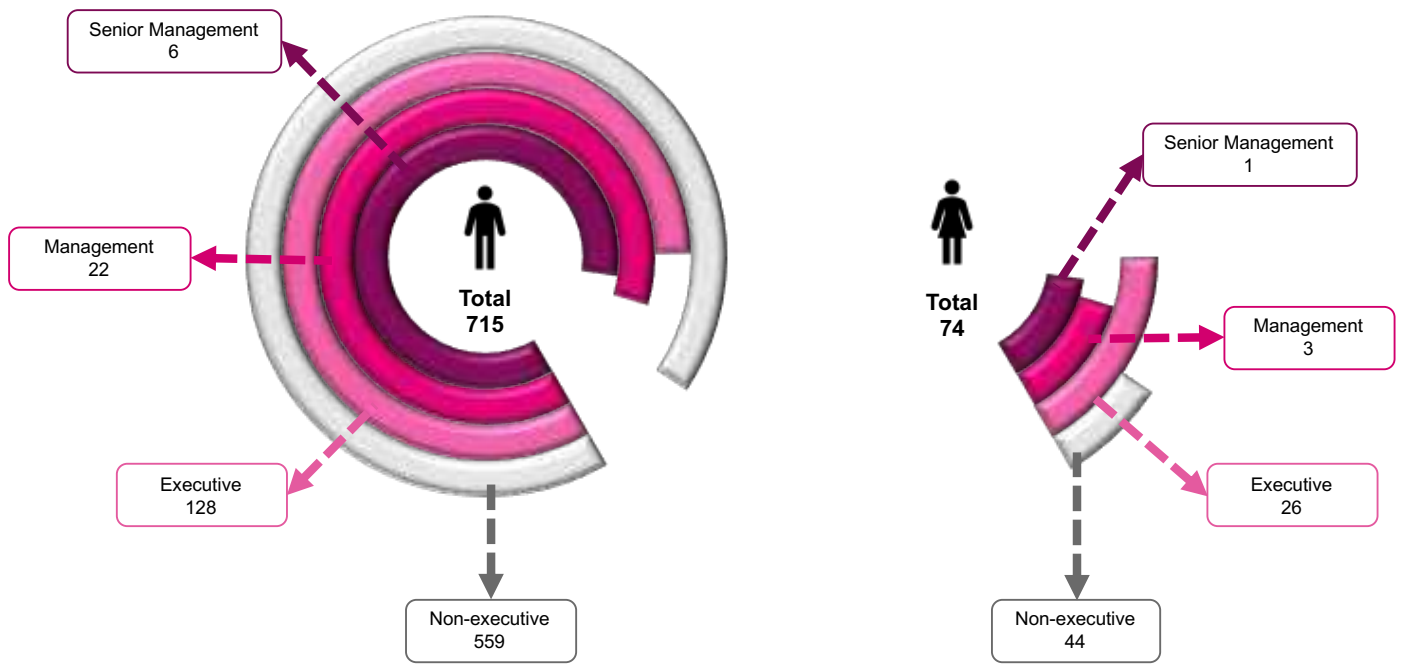 Senior Management
6
Management
22
Total
715
Executive
128
Non-executive
559
Senior Management
1
Total
74
Management
3
Executive
26
Non-executive
44